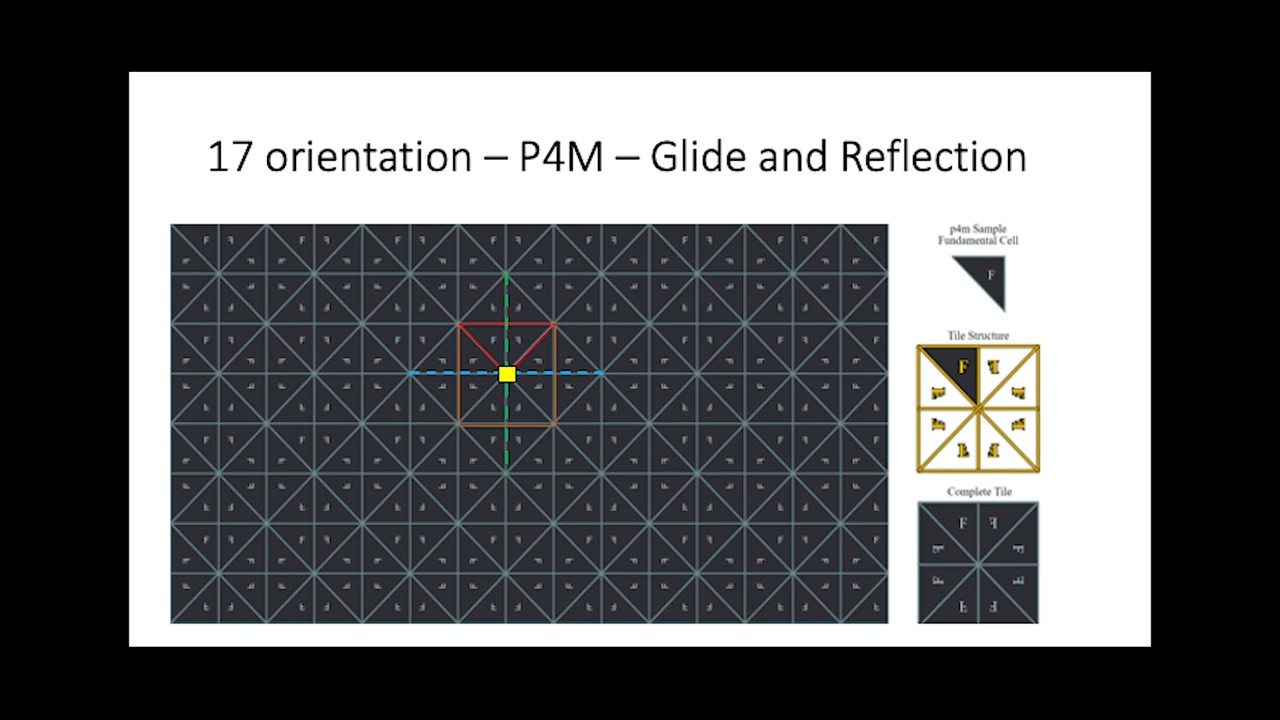 17 orientation – P4M – Glide and Reflection
p4m Sample
Fundamental Cell
F
Tile Structure
F
Complete Tile
F